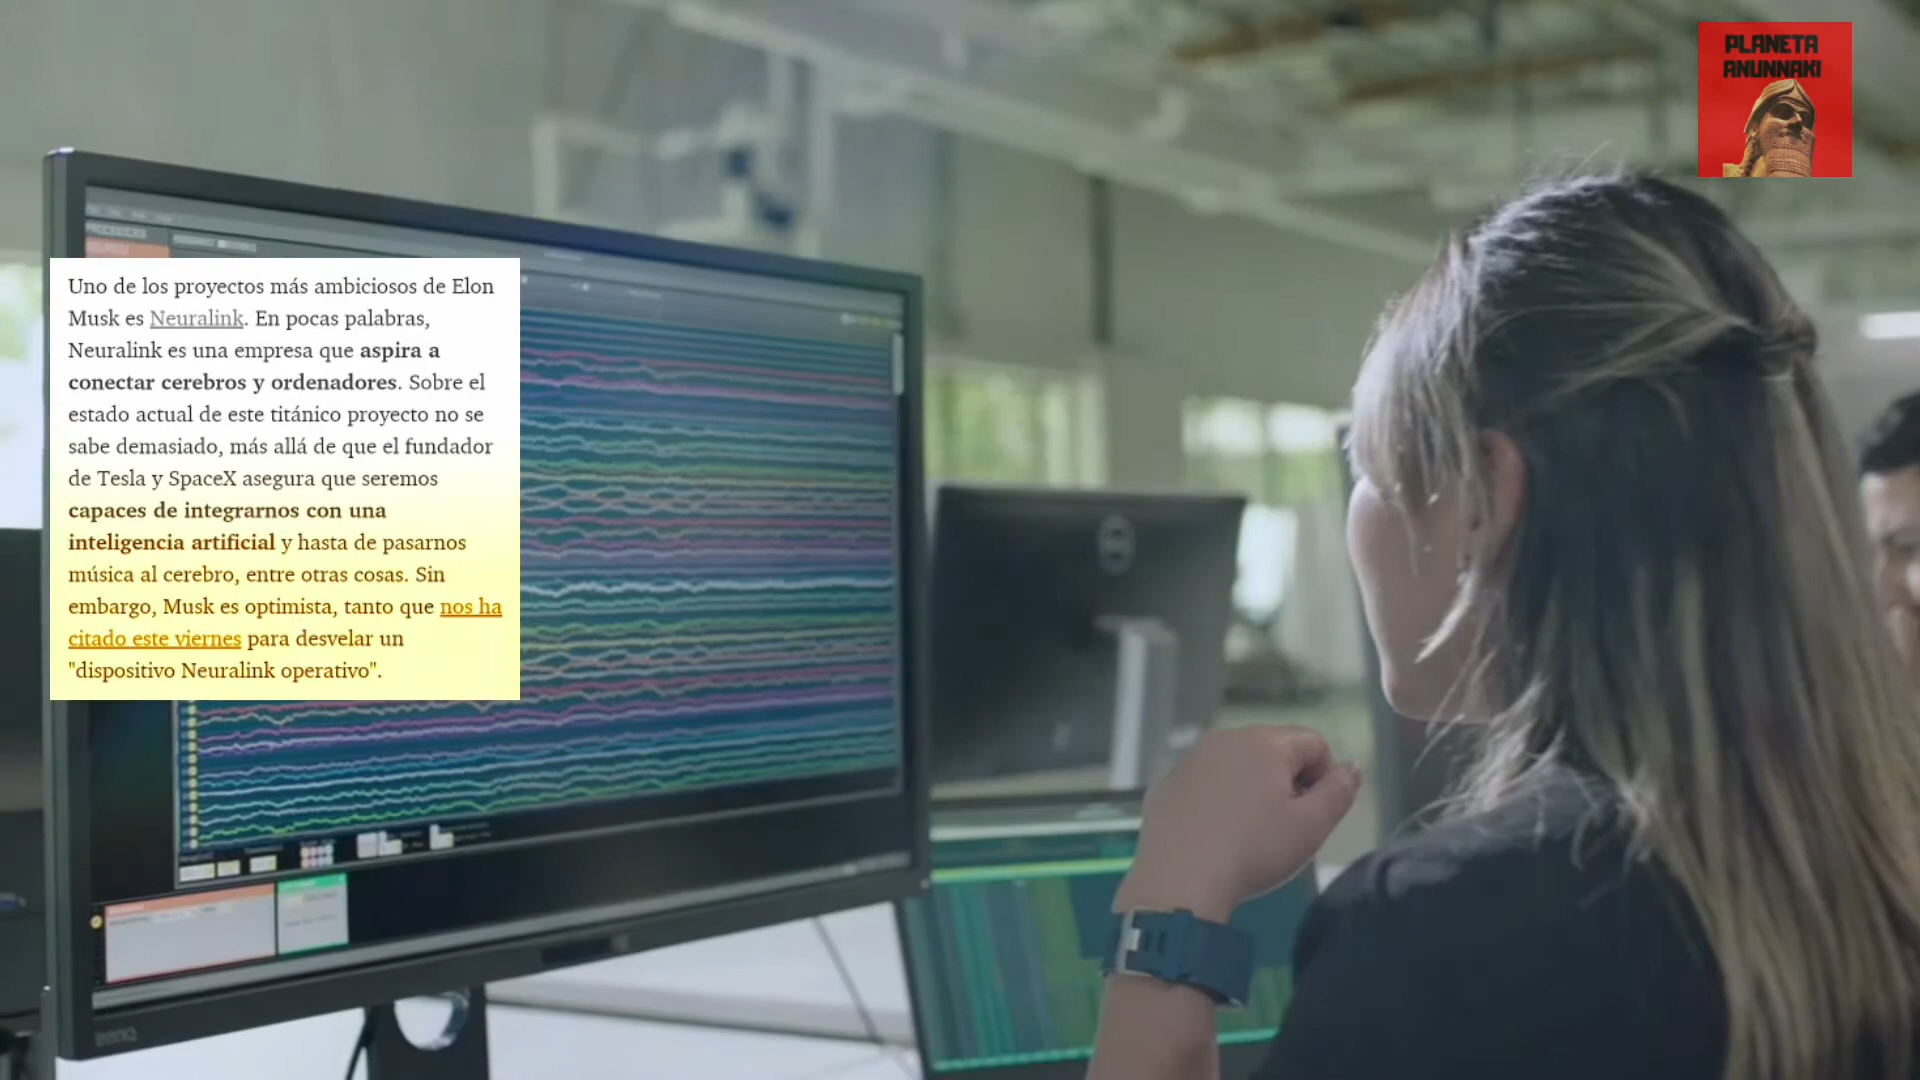 PLANETA
ANUNNAKI
Uno de los proyectos más ambiciosos de Elon
Musk es Neuralink. En pocas palabras,
Neuralink es una empresa que aspira a
conectar cerebros y ordenadores. Sobre el
estado actual de este titánico proyecto no se
sabe demasiado, más allá de que el fundador
de Tesla y SpaceX asegura que seremos
capaces de integrarnos con una
inteligencia artificial y hasta de pasarnos
música al cerebro, entre otras cosas. Sin
embargo, Musk es optimista, tanto que nos ha
citado este viernes para desvelar un
"dispositivo Neuralink operativo".
BenQ